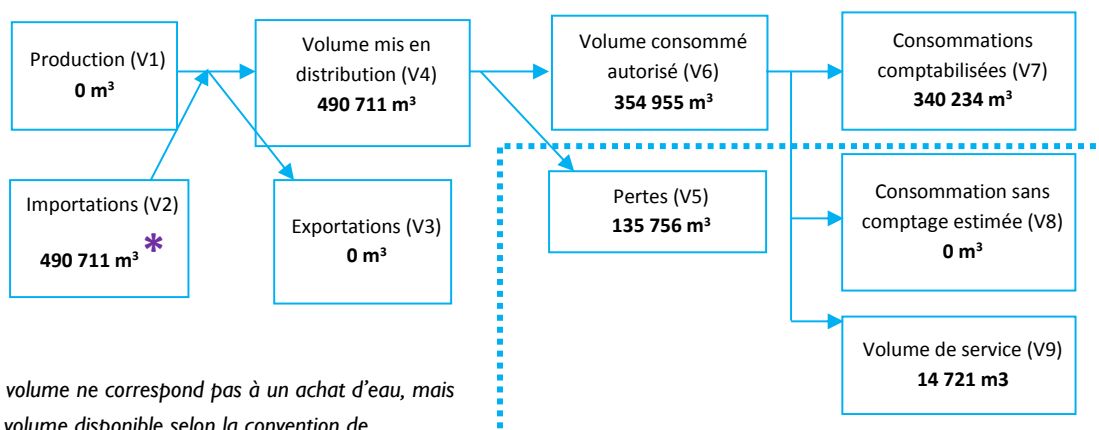 Production (V1)
0 m³
Volume mis en
distribution (V4)
490 711 m³
Volume consommé
autorisé (V6)
354 955 m³
Consommations
comptabilisées (V7)
340 234 m³
Importations (V2)
490 711 m³ *
Exportations (V3)
0 m³
Pertes (V5)
135 756 m³
Consommation sans
comptage estimée (V8)
0 m³
Volume de service (V9)
14 721 m3
volume ne correspond pas à un achat d'eau, mais
volume disponible selon la convention de